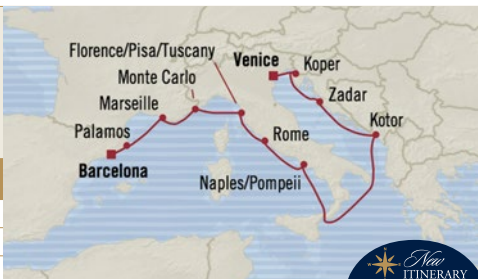 Florence/Pisa/Tuscany
Venice
Koper
Monte Carlo
Zadar
Marseille
Kotor
Palamos
Rome
Barcelona
Naples/Pompeii
New
ITINERARY